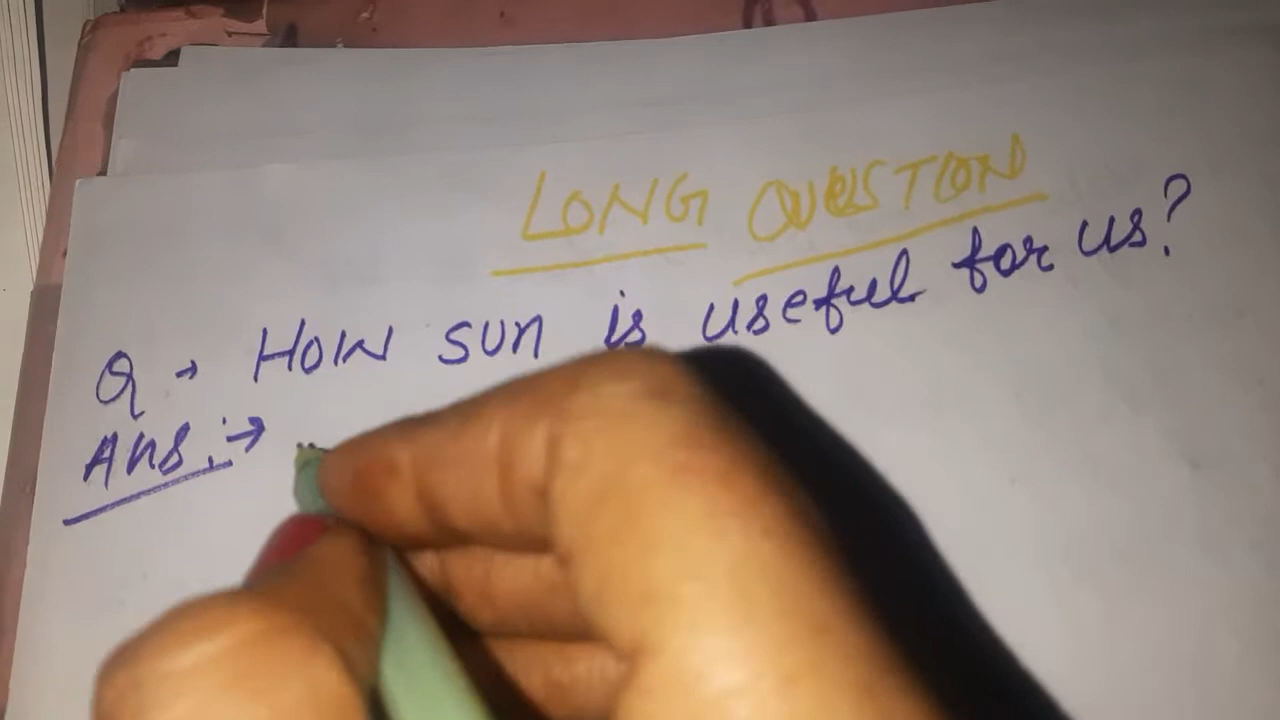 LONG QUESTION
Q → HOW SUN is useful for us?
Ans:→